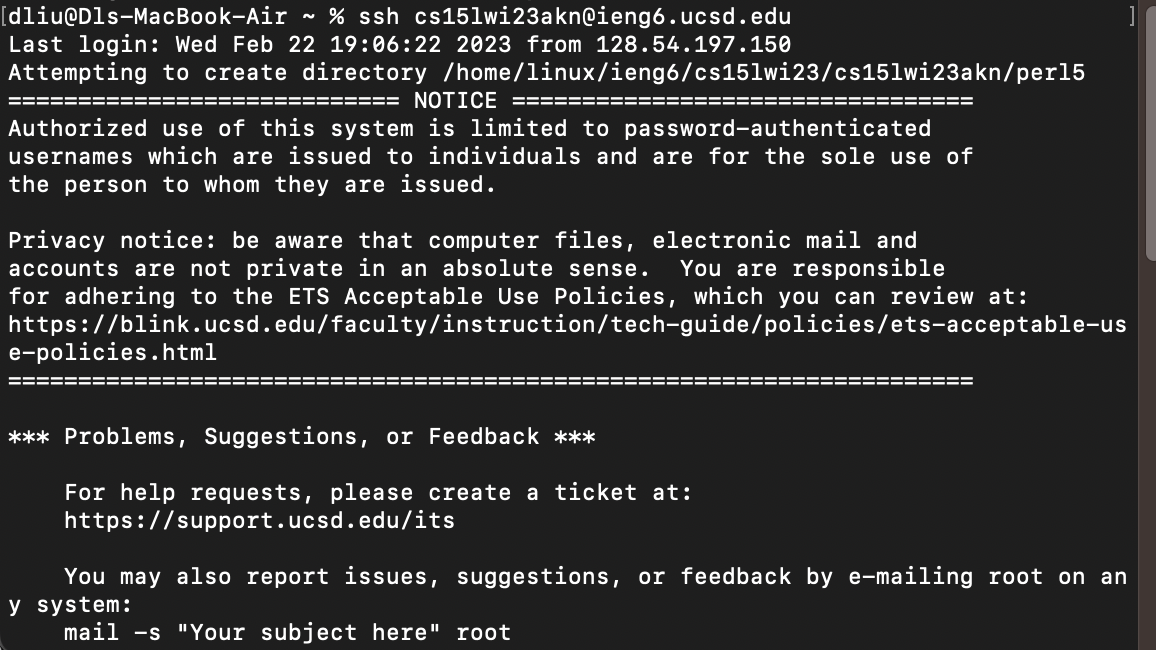 [dliu@Dls-MacBook-Air ~ % ssh cs15lwi23akn@ieng6.ucsd.edu ]
Last login: Wed Feb 22 19:06:22 2023 from 128.54.197.150
Attempting to create directory /home/linux/ieng6/cs15lwi23/cs15lwi23akn/perl5
============================ NOTICE =================================
Authorized use of this system is limited to password-authenticated
usernames which are issued to individuals and are for the sole use of
the person to whom they are issued.

Privacy notice: be aware that computer files, electronic mail and
accounts are not private in an absolute sense.  You are responsible
for adhering to the ETS Acceptable Use Policies, which you can review at:
https://blink.ucsd.edu/faculty/instruction/tech-guide/policies/ets-acceptable-us
e-policies.html
=====================================================================

*** Problems, Suggestions, or Feedback ***

    For help requests, please create a ticket at:
    https://support.ucsd.edu/its

    You may also report issues, suggestions, or feedback by e-mailing root on an
y system:
    mail -s "Your subject here" root